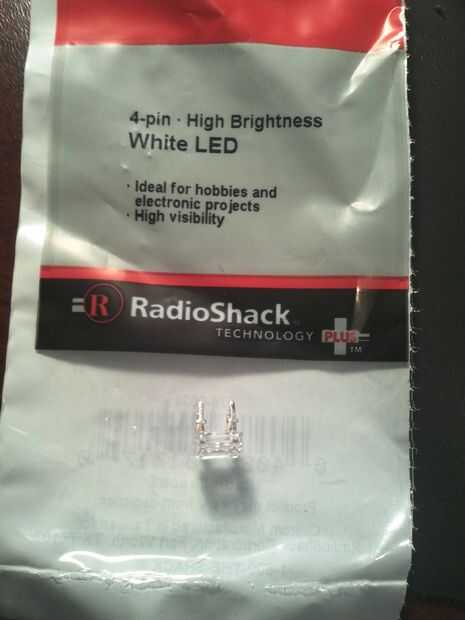 4-pin · High Brightness
White LED
· Ideal for hobbies and
electronic projects
· High visibility
R RadioShack
TECHNOLOGY PLUS TM